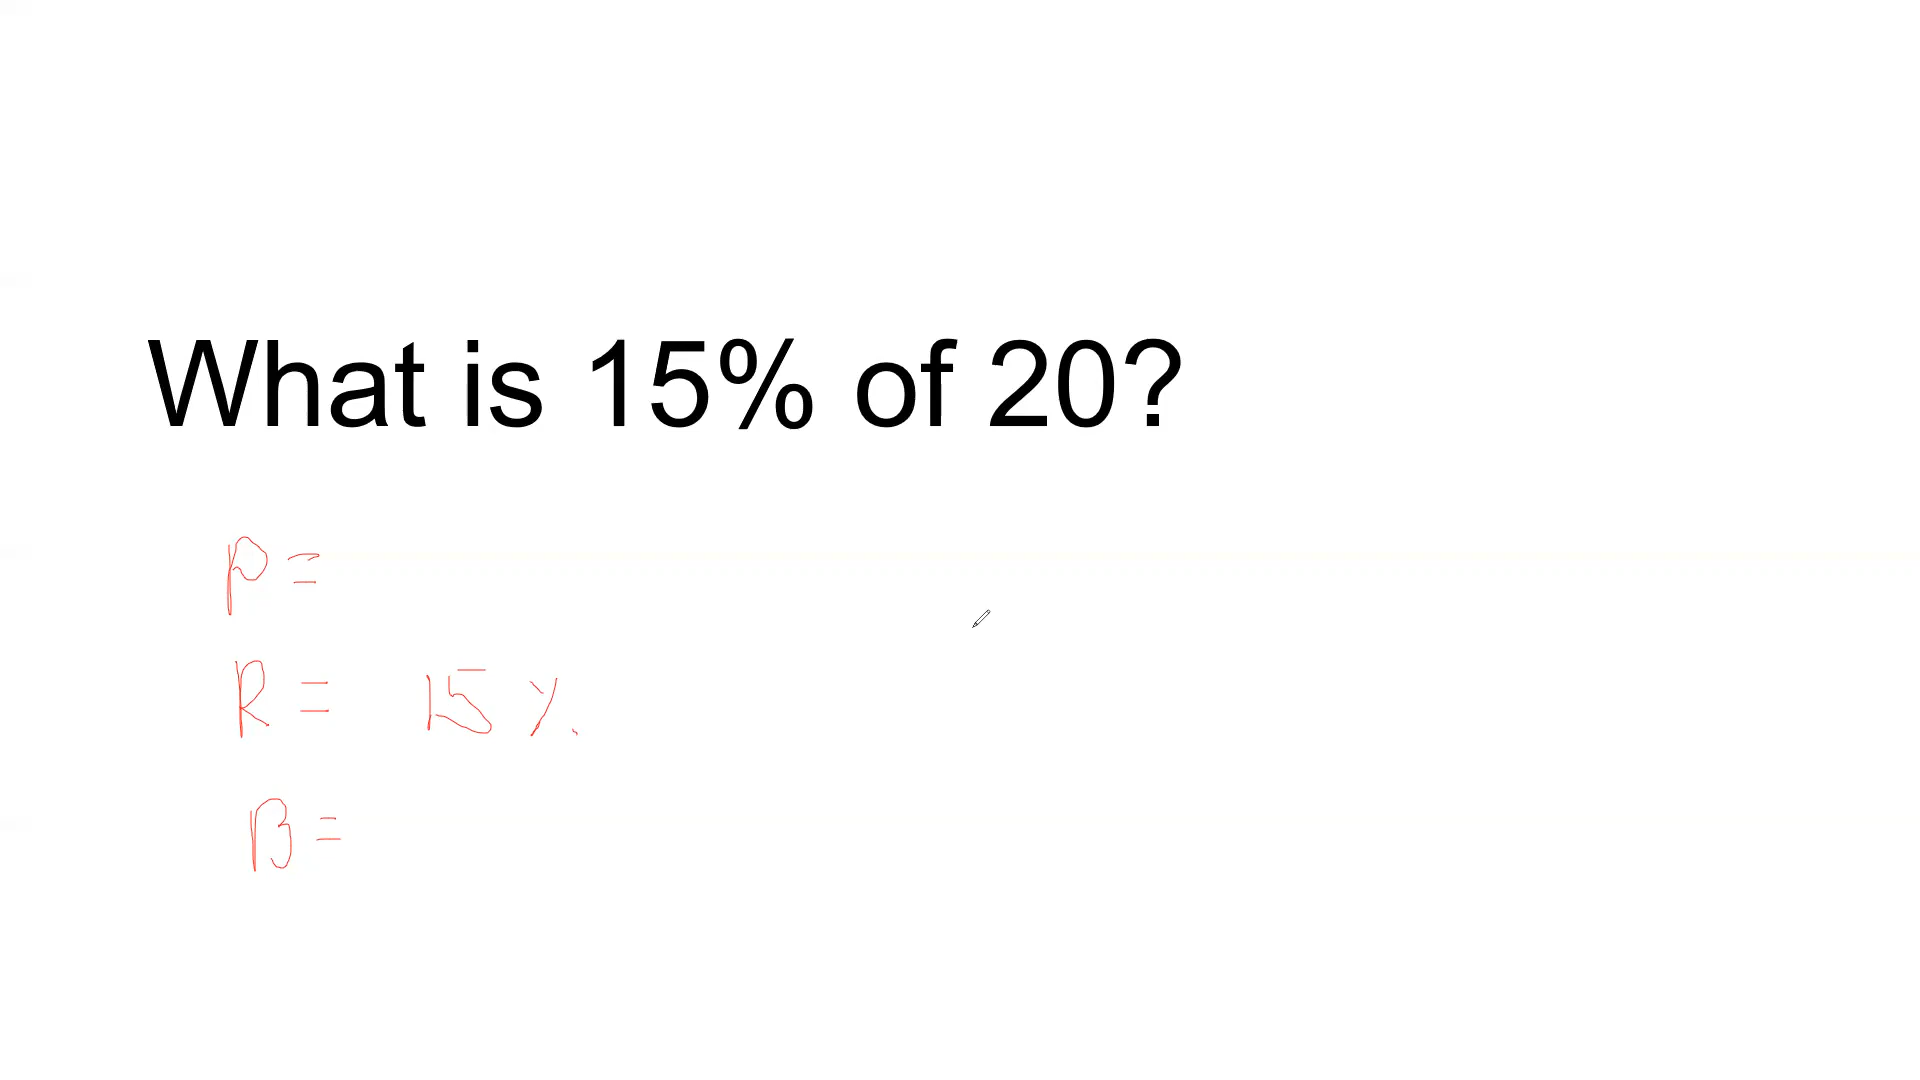 What is 15% of 20?
P =
R = 15 %
B =